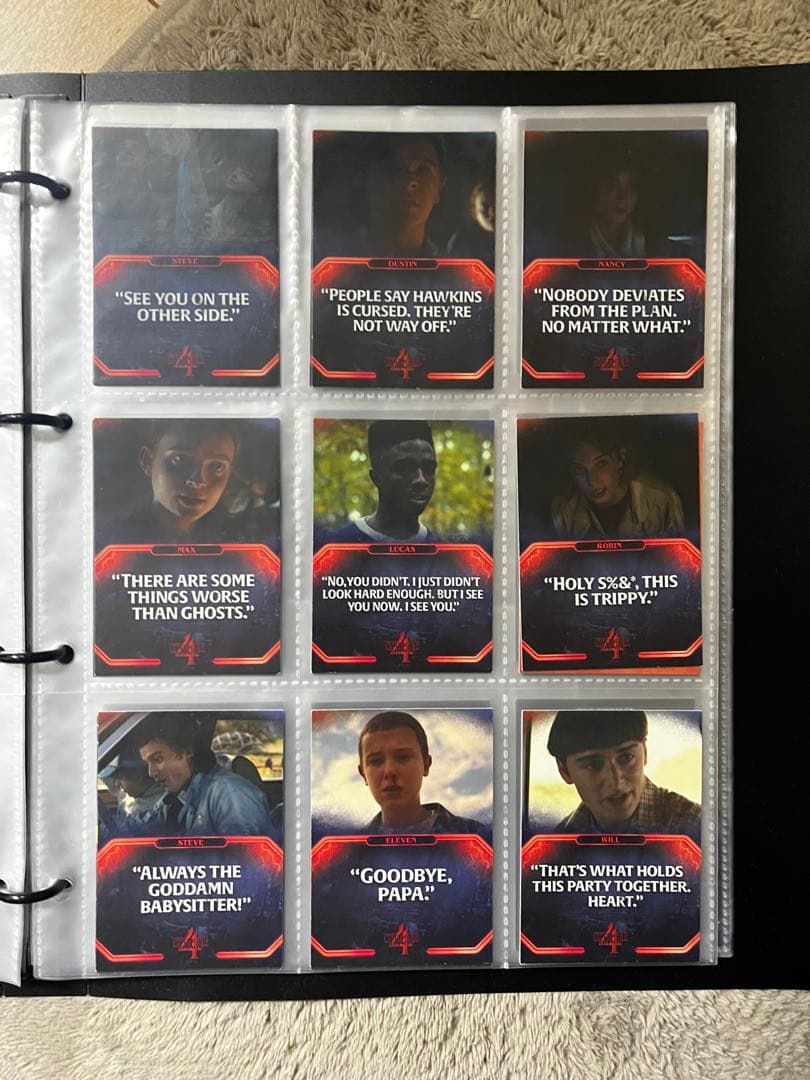 STEVE
"SEE YOU ON THE
OTHER SIDE."
DUSTIN
"PEOPLE SAY HAWKINS
IS CURSED. THEY'RE
NOT WAY OFF."
NANCY
"NOBODY DEVIATES
FROM THE PLAN.
NO MATTER WHAT."
MAX
"THERE ARE SOME
THINGS WORSE
THAN GHOSTS."
LUCAS
"NO, YOU DIDN'T. I JUST DIDN'T
LOOK HARD ENOUGH. BUT I SEE
YOU NOW. I SEE YOU."
ROBIN
"HOLY S%&*, THIS
IS TRIPPY."
STEVE
"ALWAYS THE
GODDAMN
BABYSITTER!"
ELEVEN
"GOODBYE,
PAPA."
WILL
"THAT'S WHAT HOLDS
THIS PARTY TOGETHER.
HEART."